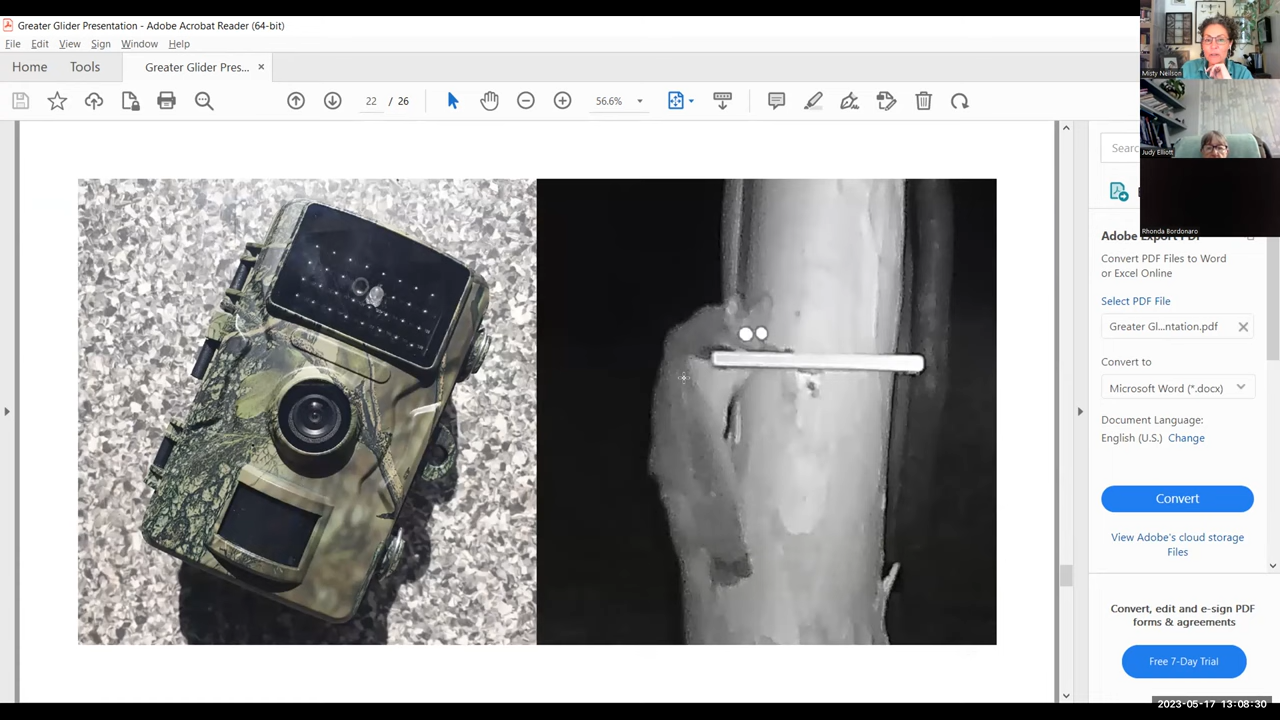 Greater Glider Presentation - Adobe Acrobat Reader (64-bit)
File Edit View Sign Window Help
Home Tools Greater Glider Pres... ×
22 / 26 56.6%
Misty Neilson
Judy Elliott
Rhonda Bordonaro
Sear
Adobe Export PDF
Convert PDF Files to Word
or Excel Online
Select PDF File
Greater Gl...ntation.pdf
Convert to
Microsoft Word (*.docx)
Document Language:
English (U.S.) Change
Convert
View Adobe's cloud storage
Files
Convert, edit and e-sign PDF
forms & agreements
Free 7-Day Trial
2023-05-17 13:08:30